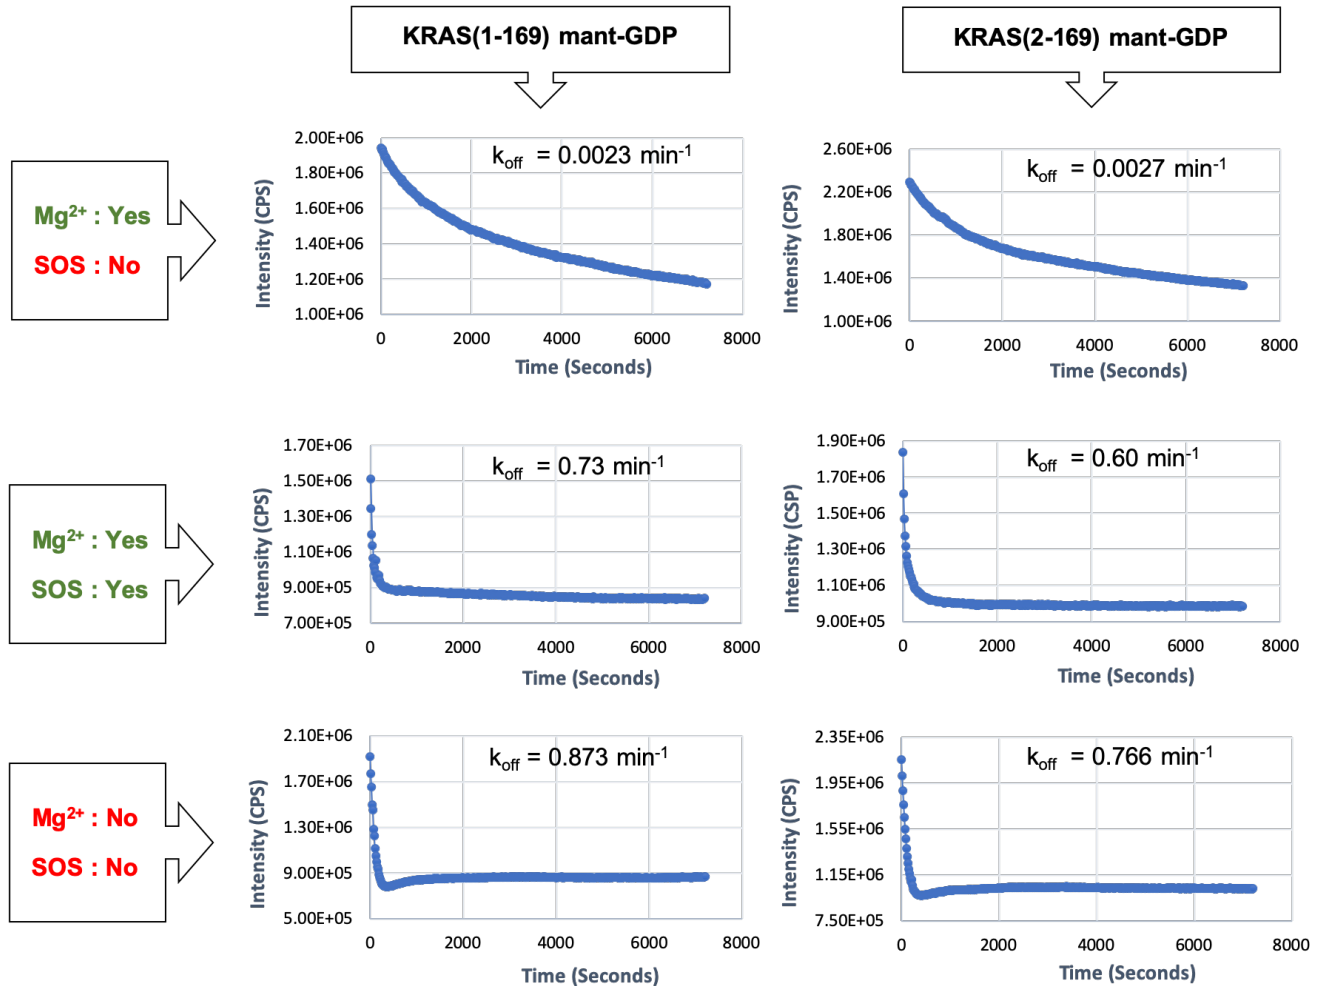 KRAS(1-169) mant-GDP
KRAS(2-169) mant-GDP
Mg²⁺ : Yes
SOS : No
k_off = 0.0023 min⁻¹
Intensity (CPS)
2.00E+06
1.80E+06
1.60E+06
1.40E+06
1.20E+06
1.00E+06
0 2000 4000 6000 8000
Time (Seconds)
k_off = 0.0027 min⁻¹
Intensity (CPS)
2.60E+06
2.20E+06
1.80E+06
1.40E+06
1.00E+06
0 2000 4000 6000 8000
Time (Seconds)
Mg²⁺ : Yes
SOS : Yes
k_off = 0.73 min⁻¹
Intensity (CPS)
1.70E+06
1.50E+06
1.30E+06
1.10E+06
9.00E+05
7.00E+05
0 2000 4000 6000 8000
Time (Seconds)
k_off = 0.60 min⁻¹
Intensity (CSP)
1.90E+06
1.70E+06
1.50E+06
1.30E+06
1.10E+06
9.00E+05
0 2000 4000 6000 8000
Time (Seconds)
Mg²⁺ : No
SOS : No
k_off = 0.873 min⁻¹
Intensity (CPS)
2.10E+06
1.70E+06
1.30E+06
9.00E+05
5.00E+05
0 2000 4000 6000 8000
Time (Seconds)
k_off = 0.766 min⁻¹
Intensity (CPS)
2.35E+06
1.95E+06
1.55E+06
1.15E+06
7.50E+05
0 2000 4000 6000 8000
Time (Seconds)